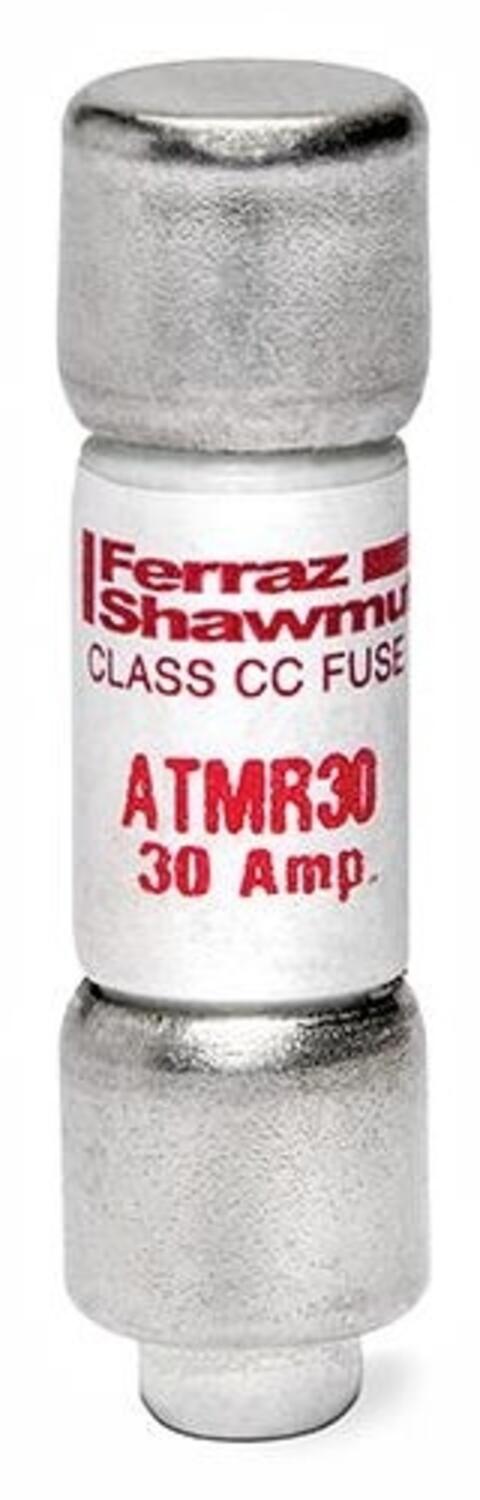 Ferraz
Shawmu
CLASS CC FUSE
ATMR30
30 Amp.